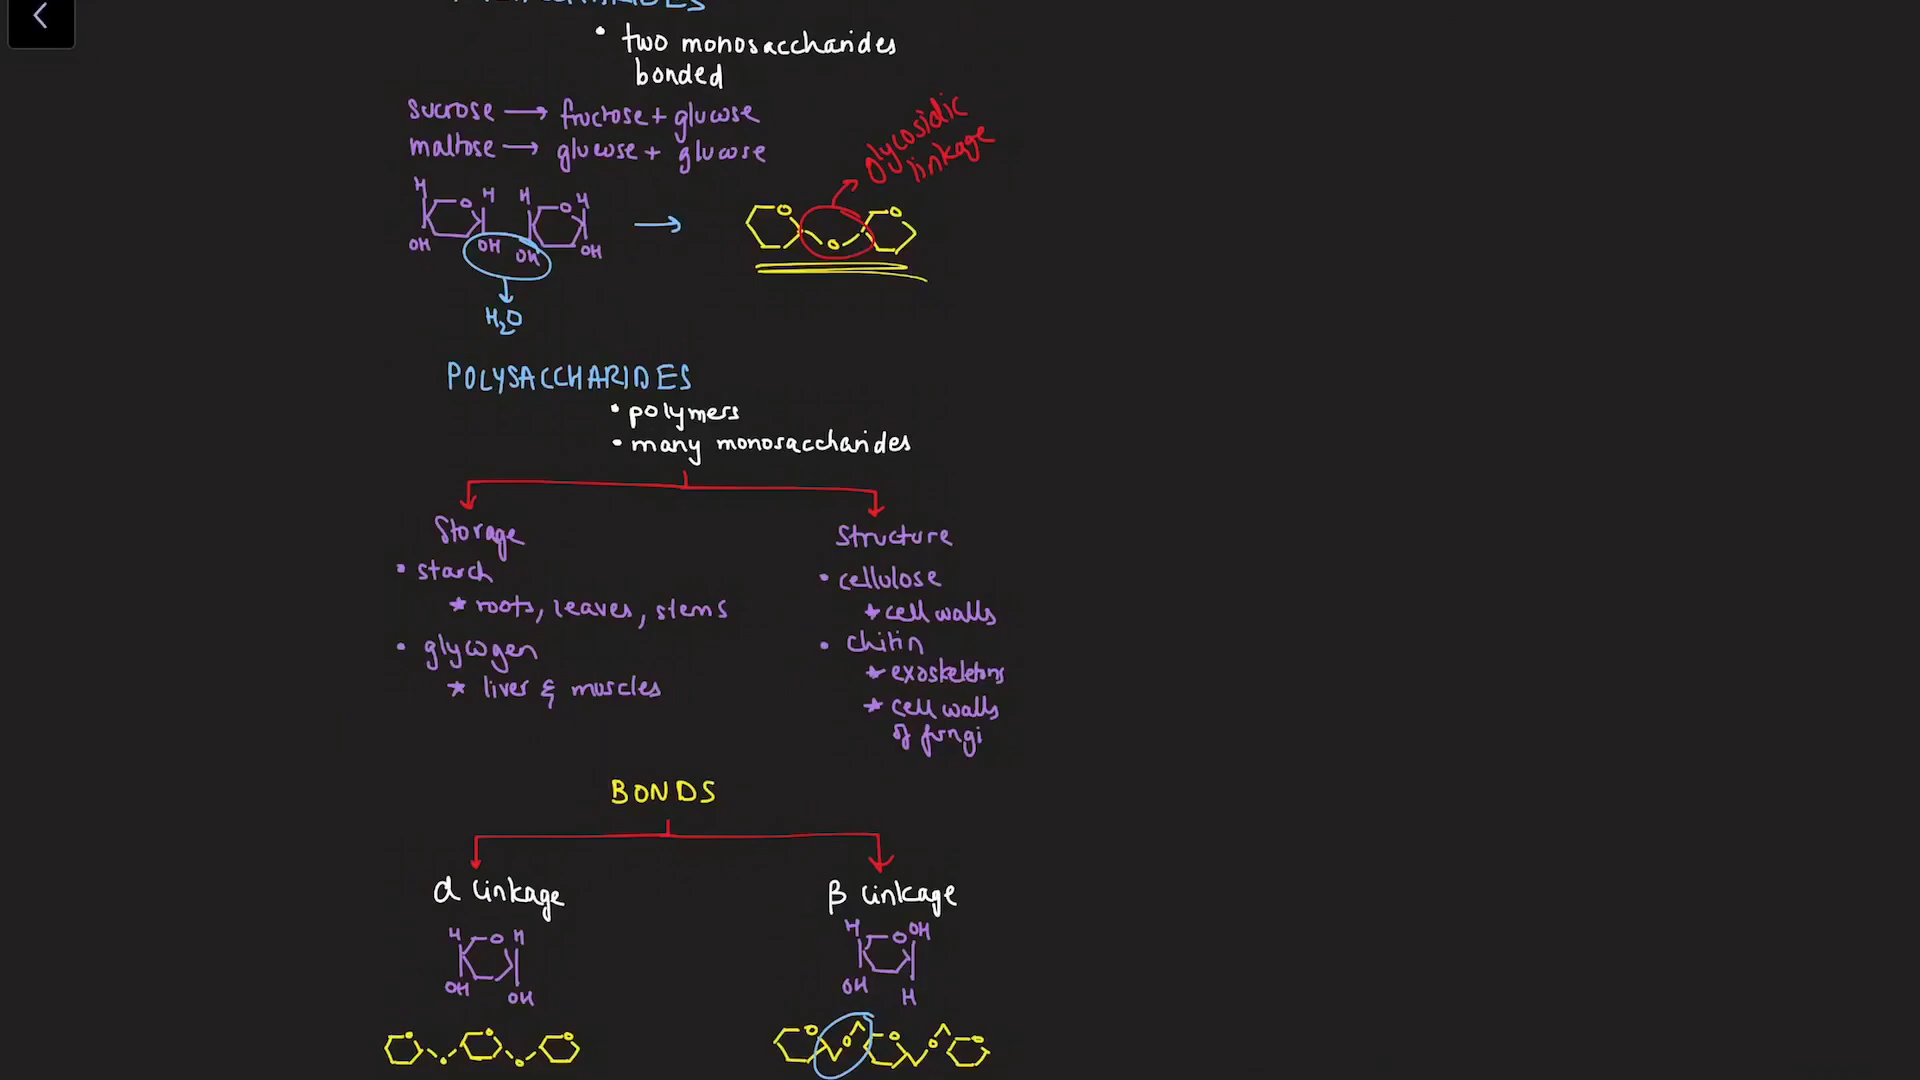 • two monosaccharides
bonded
sucrose → fructose + glucose
maltose → glucose + glucose
glycosidic
linkage
H H H H
O O
OH OH OH OH
→
O O O
H₂O
POLYSACCHARIDES
• polymers
• many monosaccharides
Storage
• starch
* roots, leaves, stems
• glycogen
* liver & muscles
Structure
• cellulose
* cell walls
• chitin
* exoskeletons
* cell walls
of fungi
BONDS
α linkage
H O H
OH OH
O O O O O
β linkage
H O OH
OH H
O O O O O